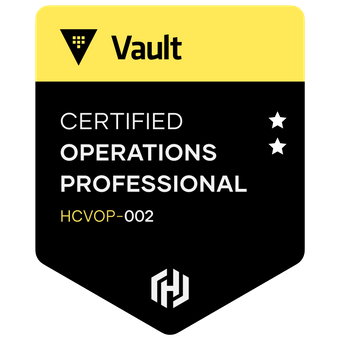 Vault
CERTIFIED
OPERATIONS
PROFESSIONAL
HCVOP-002